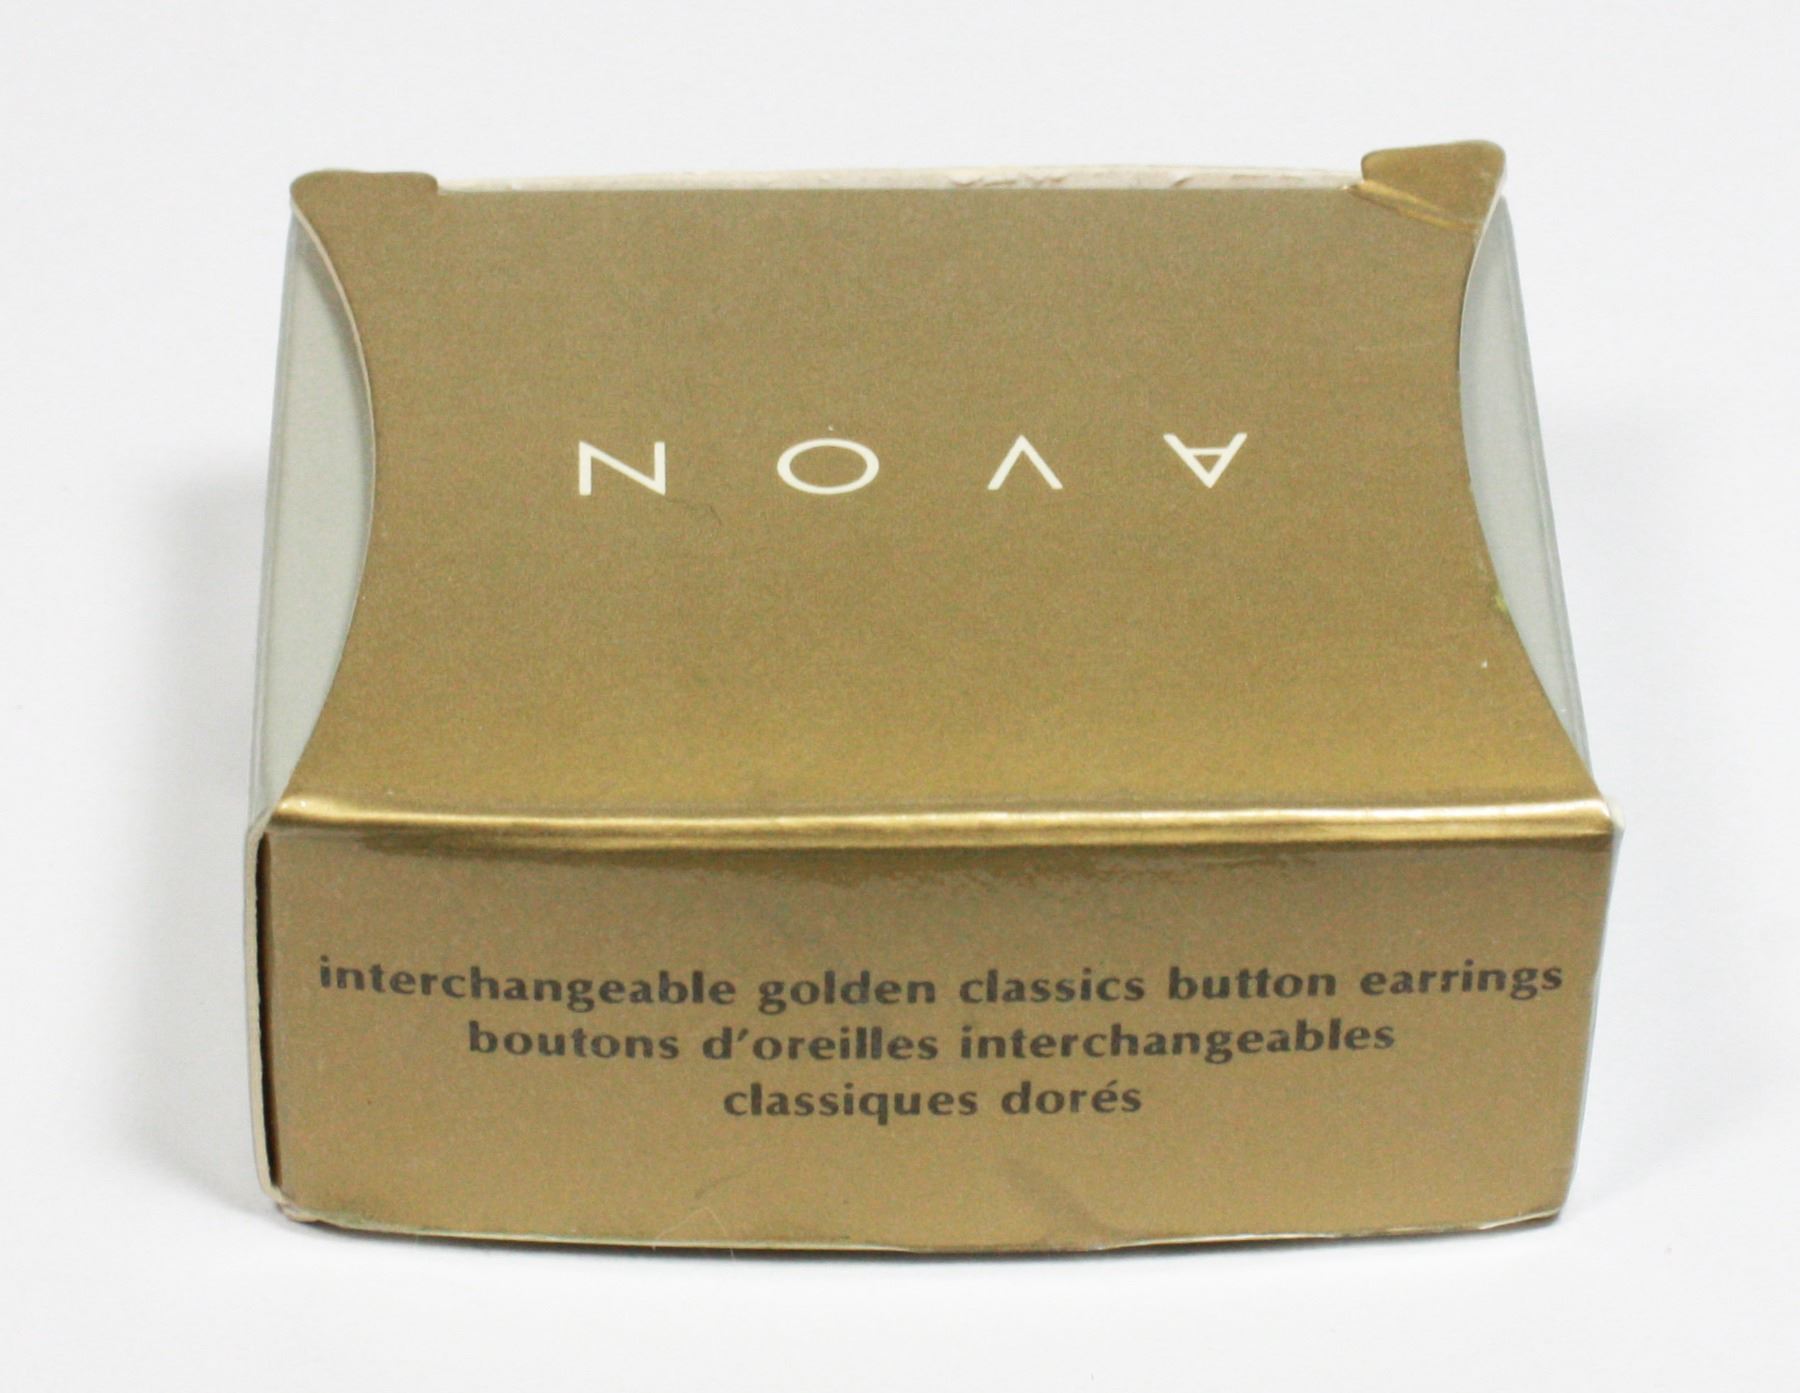 AVON
interchangeable golden classics button earrings
boutons d'oreilles interchangeables
classiques dorés